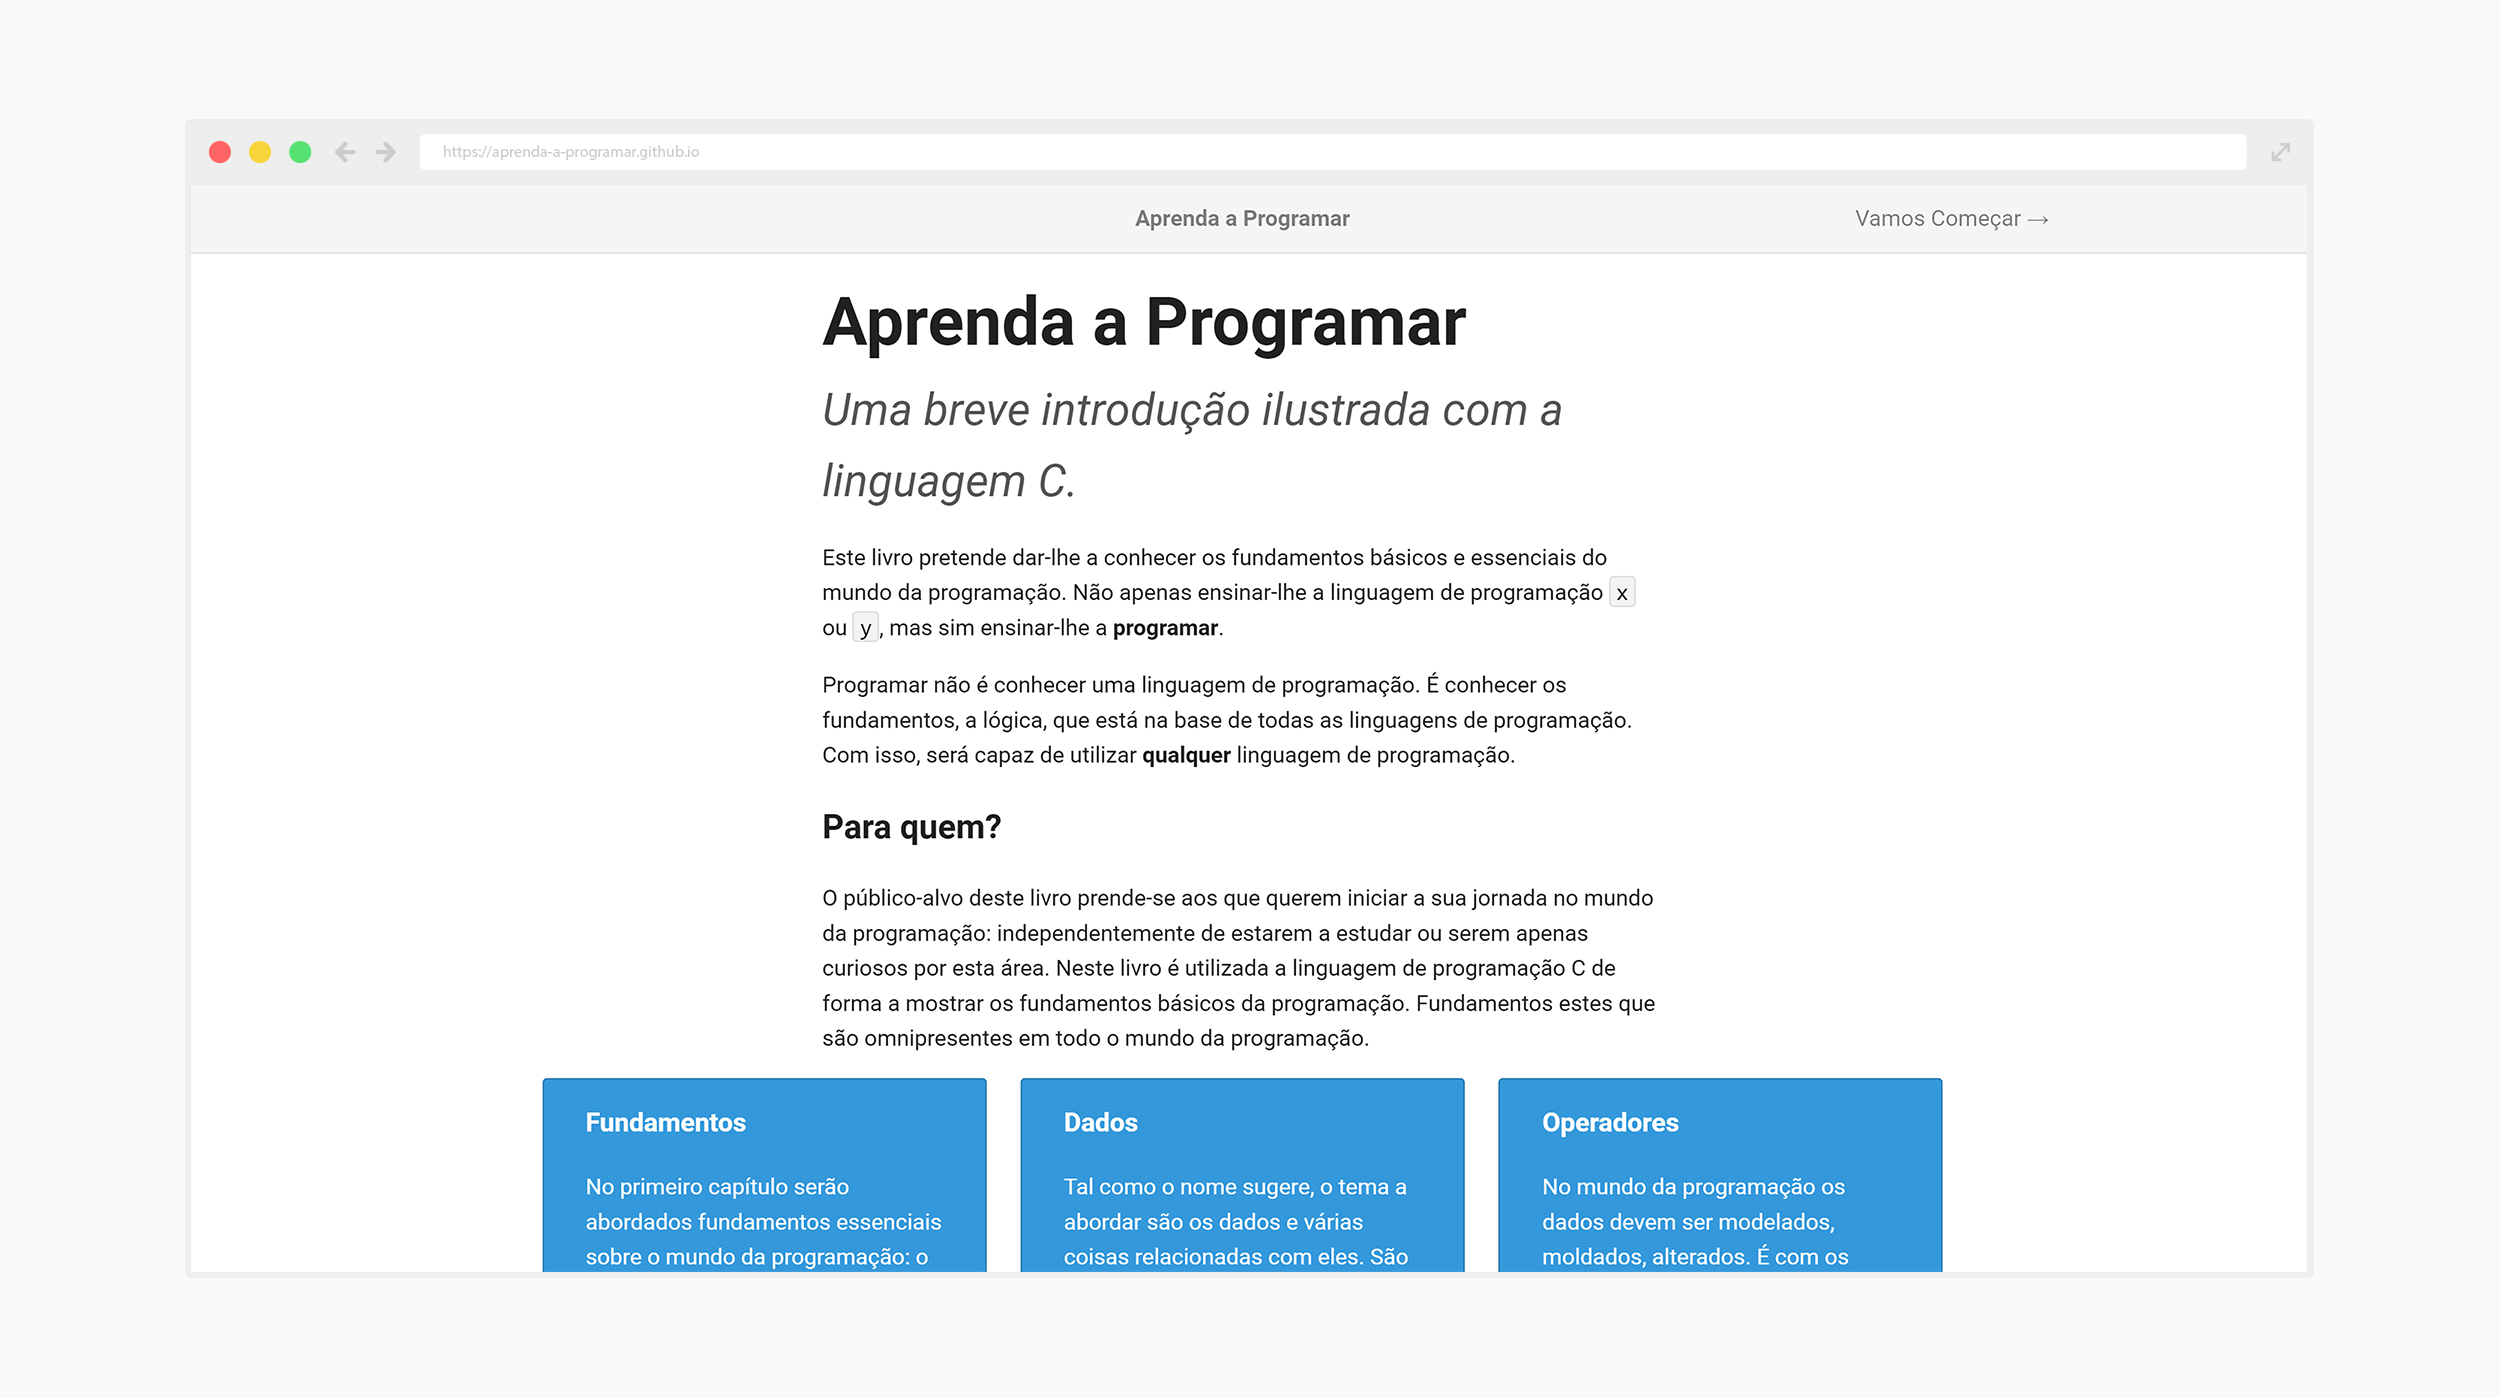 https://aprenda-a-programar.github.io
Aprenda a Programar
Vamos Começar →
Aprenda a Programar
Uma breve introdução ilustrada com a
linguagem C.
Este livro pretende dar-lhe a conhecer os fundamentos básicos e essenciais do
mundo da programação. Não apenas ensinar-lhe a linguagem de programação x
ou y, mas sim ensinar-lhe a programar.
Programar não é conhecer uma linguagem de programação. É conhecer os
fundamentos, a lógica, que está na base de todas as linguagens de programação.
Com isso, será capaz de utilizar qualquer linguagem de programação.
Para quem?
O público-alvo deste livro prende-se aos que querem iniciar a sua jornada no mundo
da programação: independentemente de estarem a estudar ou serem apenas
curiosos por esta área. Neste livro é utilizada a linguagem de programação C de
forma a mostrar os fundamentos básicos da programação. Fundamentos estes que
são omnipresentes em todo o mundo da programação.
Fundamentos
No primeiro capítulo serão
abordados fundamentos essenciais
sobre o mundo da programação: o
Dados
Tal como o nome sugere, o tema a
abordar são os dados e várias
coisas relacionadas com eles. São
Operadores
No mundo da programação os
dados devem ser modelados,
moldados, alterados. É com os